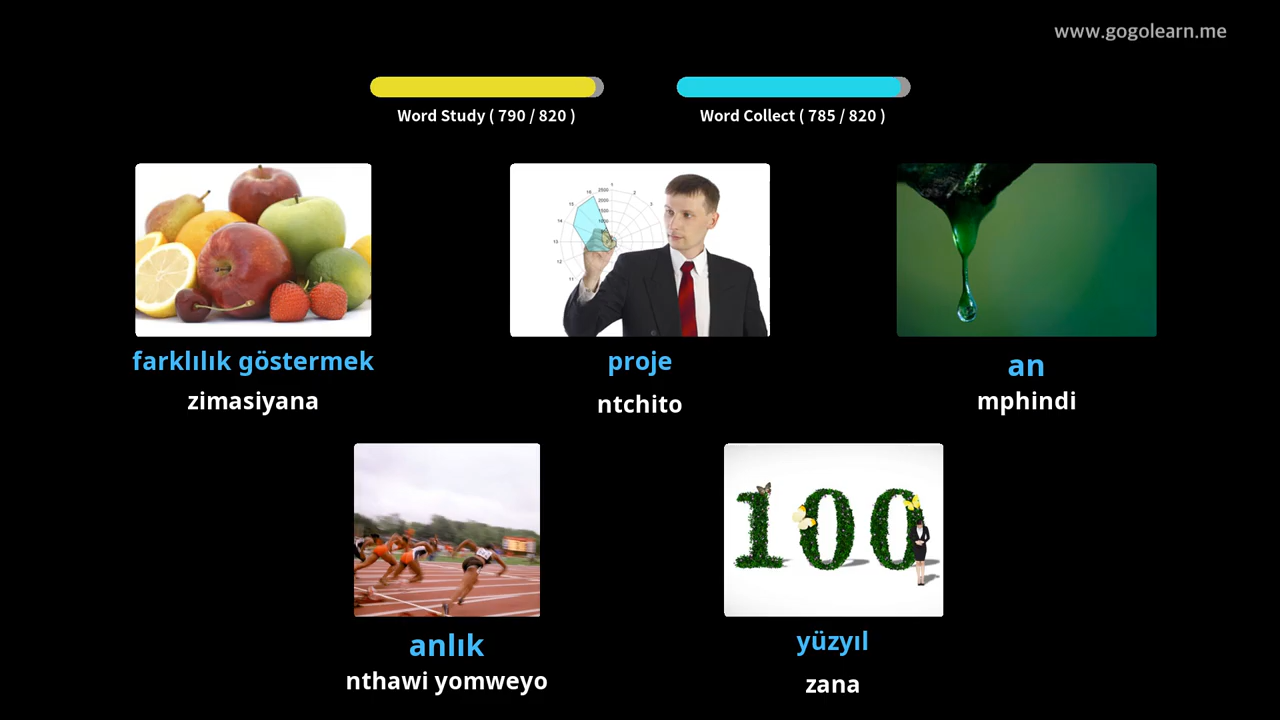 www.gogolearn.me
Word Study ( 790 / 820 )
Word Collect ( 785 / 820 )
farklılık göstermek
zimasiyana
proje
ntchito
an
mphindi
anlık
nthawi yomweyo
yüzyıl
zana